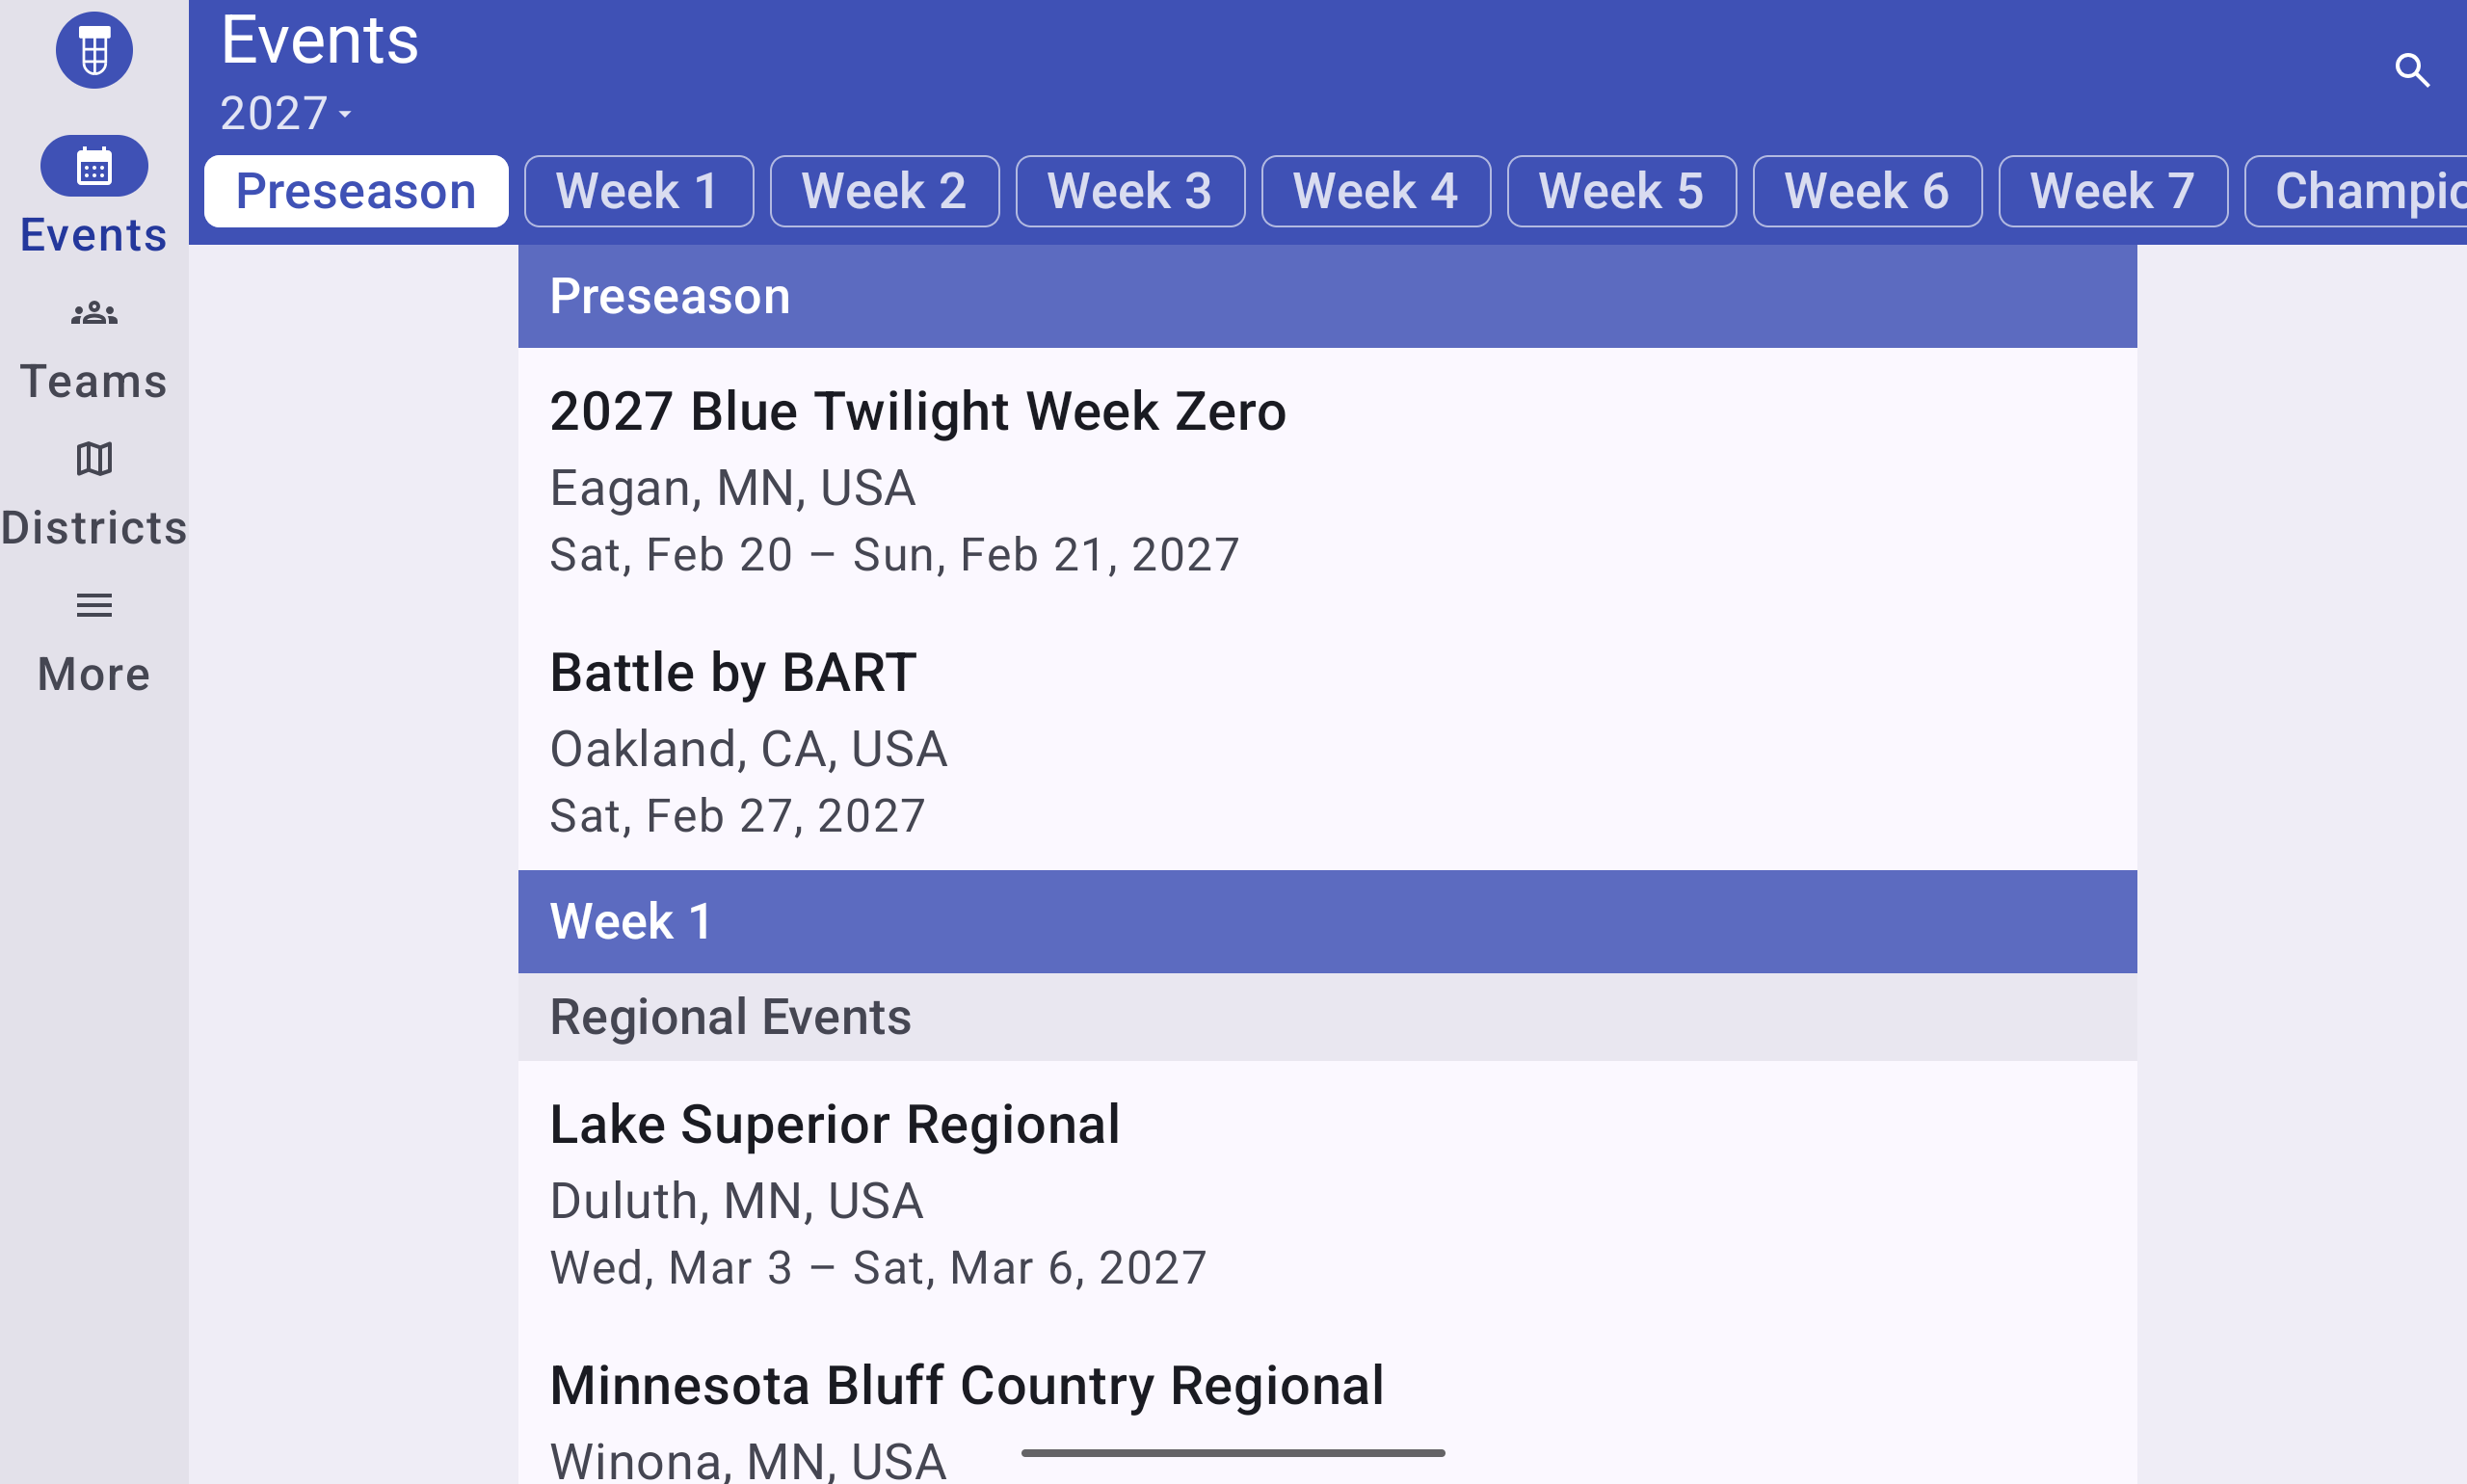 Events
2027
Preseason
Week 1
Week 2
Week 3
Week 4
Week 5
Week 6
Week 7
Events
Teams
Districts
More
Preseason
2027 Blue Twilight Week Zero
Eagan, MN, USA
Sat, Feb 20 – Sun, Feb 21, 2027
Battle by BART
Oakland, CA, USA
Sat, Feb 27, 2027
Week 1
Regional Events
Lake Superior Regional
Duluth, MN, USA
Wed, Mar 3 – Sat, Mar 6, 2027
Minnesota Bluff Country Regional
Winona, MN, USA